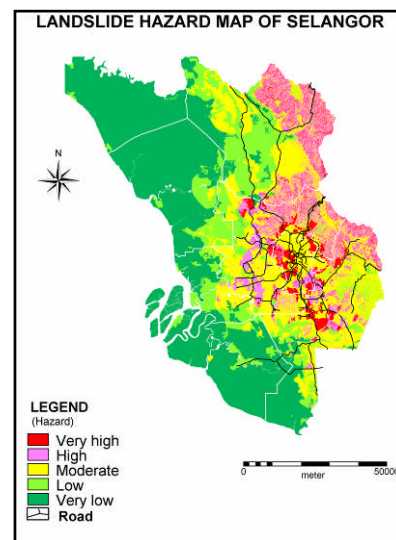 LANDSLIDE HAZARD MAP OF SELANGOR
N
LEGEND
(Hazard)
Very high
High
Moderate
Low
Very low
Road
0 50000
meter